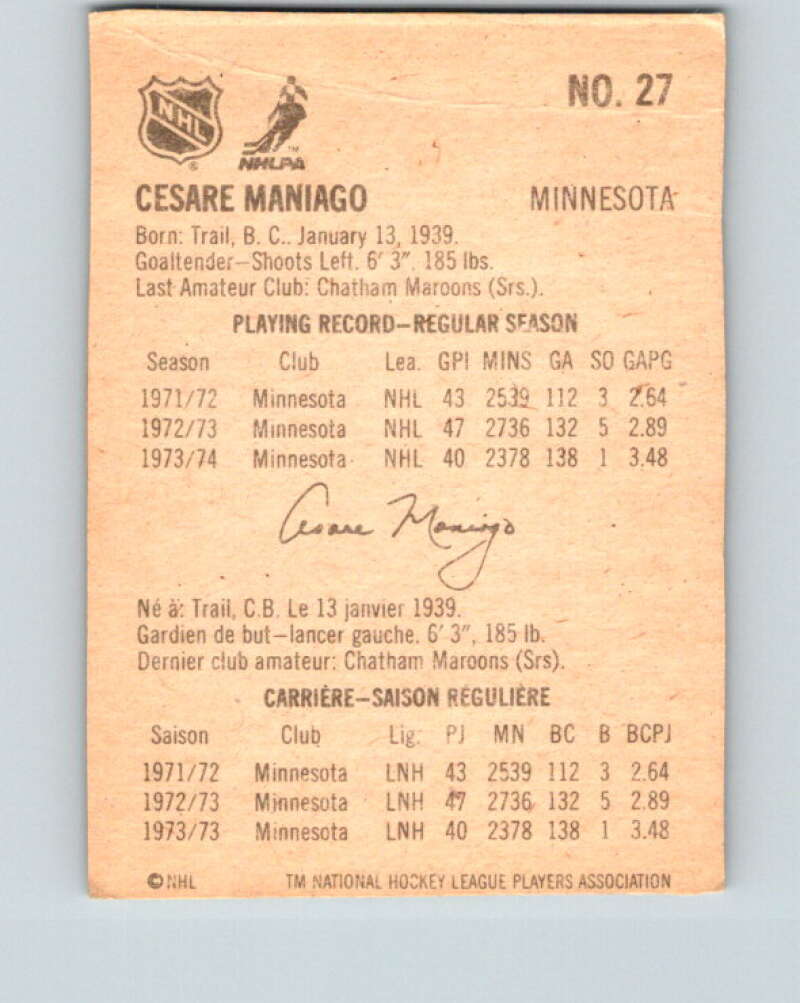 NHL
®
TM
NHLPA
NO. 27
CESARE MANIAGO MINNESOTA
Born: Trail, B. C.. January 13, 1939.
Goaltender—Shoots Left. 6' 3". 185 lbs.
Last Amateur Club: Chatham Maroons (Srs.).
PLAYING RECORD—REGULAR SEASON
Season Club Lea. GPI MINS GA SO GAPG
1971/72 Minnesota NHL 43 2539 112 3 2.64
1972/73 Minnesota NHL 47 2736 132 5 2.89
1973/74 Minnesota NHL 40 2378 138 1 3.48
Cesare Maniago
Né à: Trail, C.B. Le 13 janvier 1939.
Gardien de but—lancer gauche. 6' 3", 185 lb.
Dernier club amateur: Chatham Maroons (Srs).
CARRIÈRE—SAISON RÉGULIÈRE
Saison Club Lig. PJ MN BC B BCPJ
1971/72 Minnesota LNH 43 2539 112 3 2.64
1972/73 Minnesota LNH 47 2736 132 5 2.89
1973/73 Minnesota LNH 40 2378 138 1 3.48
© NHL TM NATIONAL HOCKEY LEAGUE PLAYERS ASSOCIATION